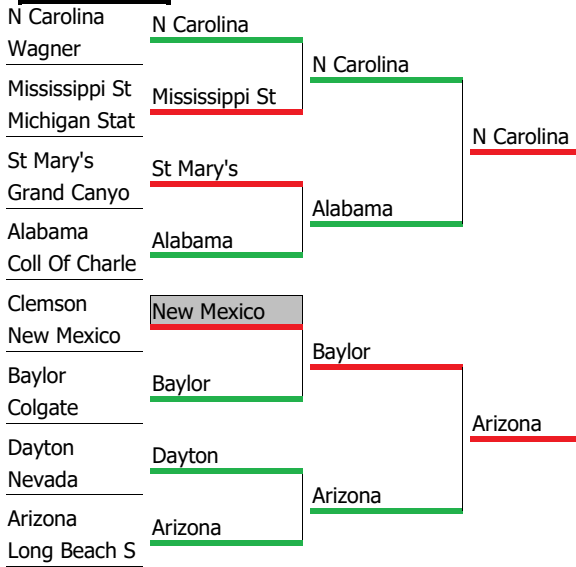 N Carolina
Wagner
Mississippi St
Michigan Stat
St Mary's
Grand Canyo
Alabama
Coll Of Charle
Clemson
New Mexico
Baylor
Colgate
Dayton
Nevada
Arizona
Long Beach S
N Carolina
Mississippi St
St Mary's
Alabama
New Mexico
Baylor
Dayton
Arizona
N Carolina
Alabama
Baylor
Arizona
N Carolina
Arizona